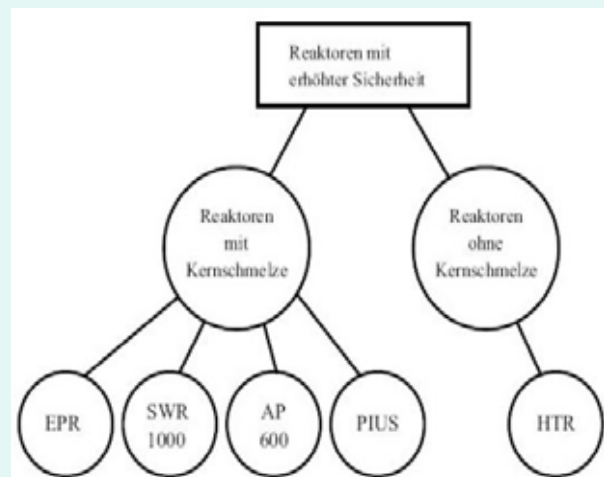 Reaktoren mit
erhöhter Sicherheit
Reaktoren
mit
Kernschmelze
Reaktoren
ohne
Kernschmelze
EPR
SWR
1000
AP
600
PIUS
HTR